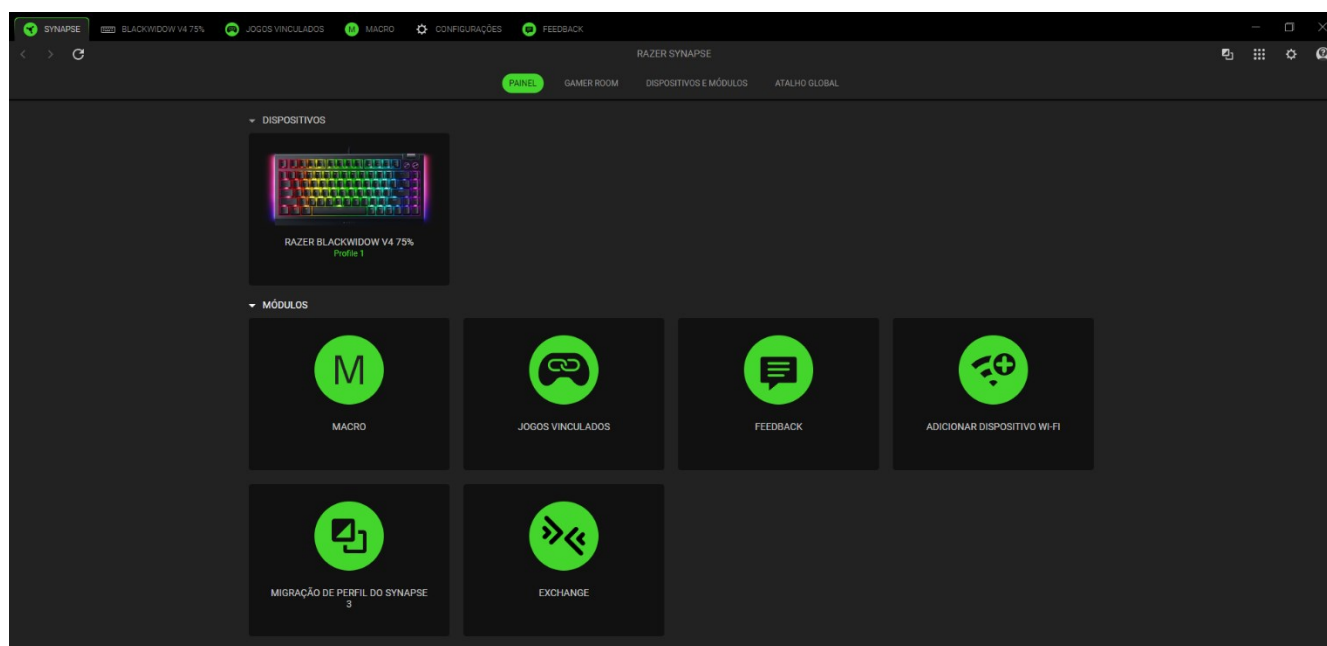 SYNAPSE BLACKWIDOW V4 75% JOGOS VINCULADOS M MACRO CONFIGURAÇÕES FEEDBACK
RAZER SYNAPSE
PAINEL GAMER ROOM DISPOSITIVOS E MÓDULOS ATALHO GLOBAL
DISPOSITIVOS
RAZER BLACKWIDOW V4 75%
Profile 1
MÓDULOS
M
MACRO JOGOS VINCULADOS FEEDBACK ADICIONAR DISPOSITIVO WI-FI
MIGRAÇÃO DE PERFIL DO SYNAPSE
3
EXCHANGE